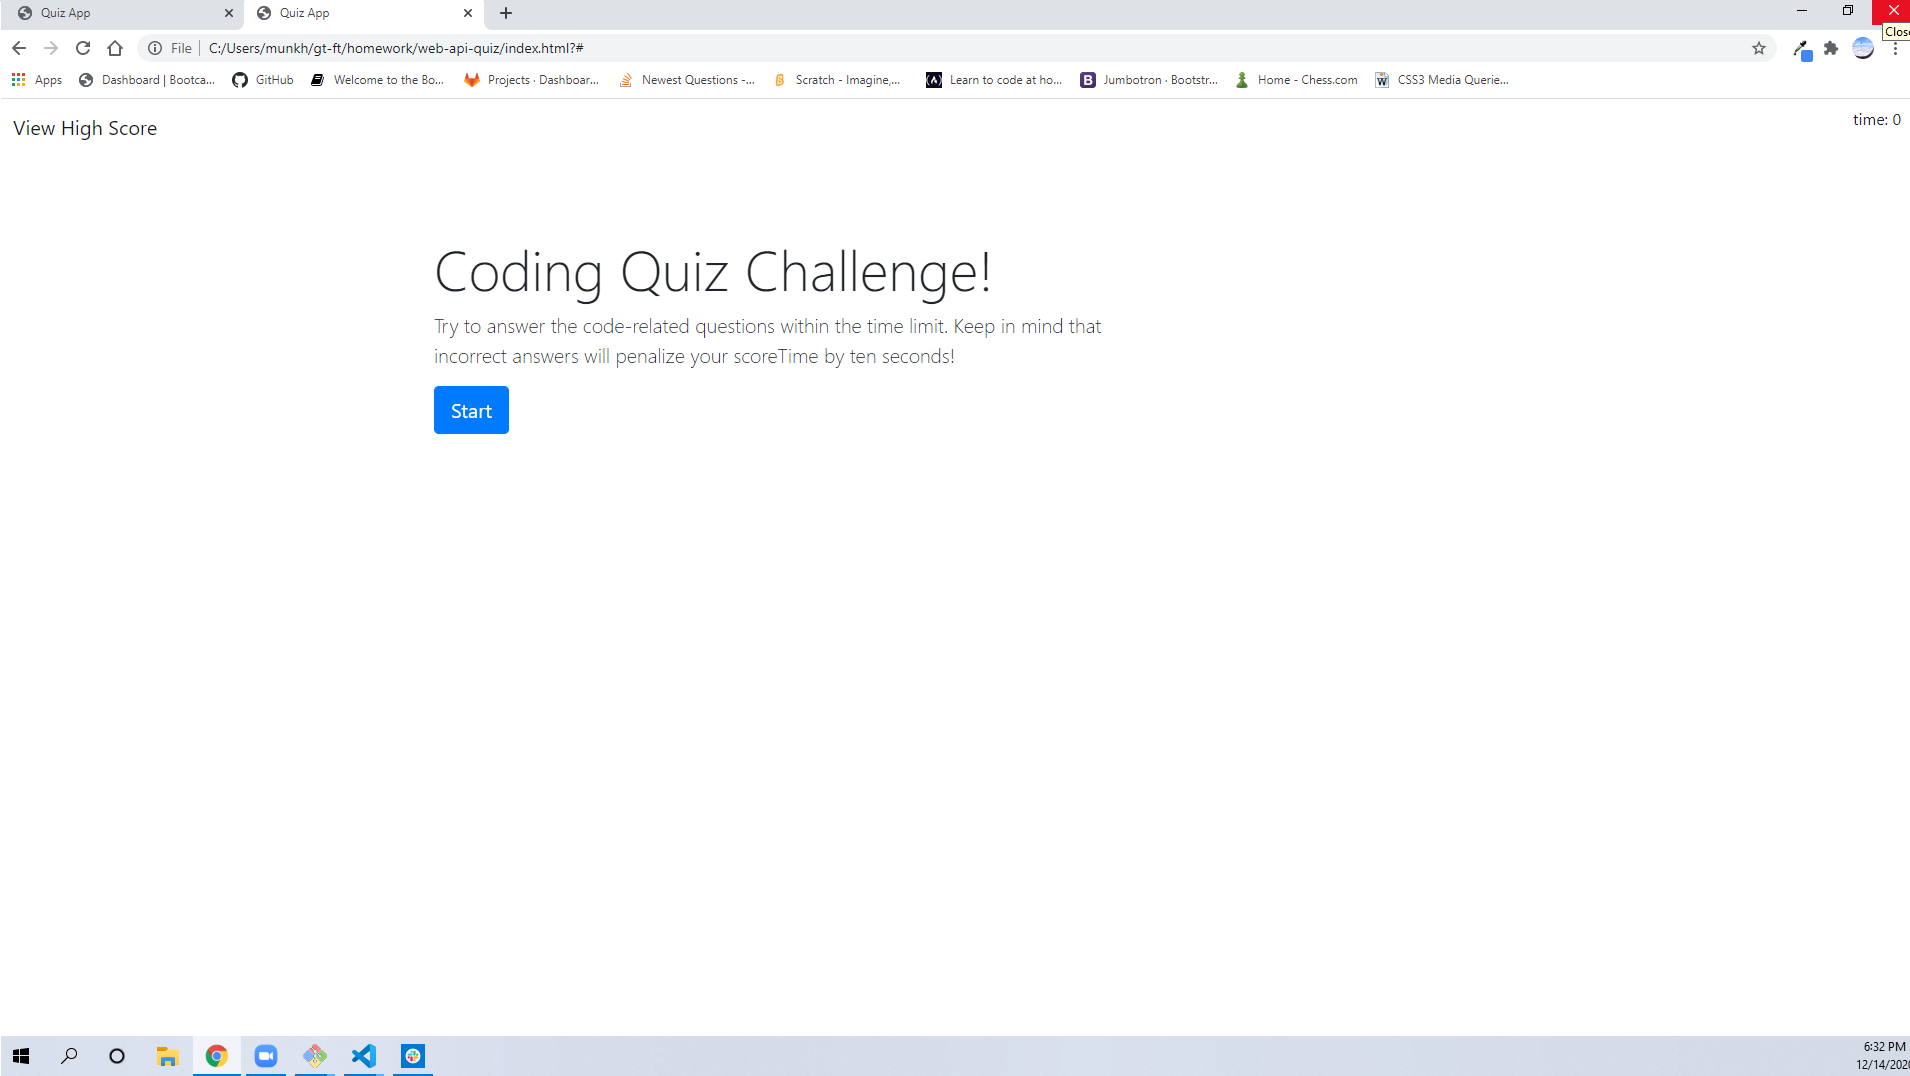 Quiz App
Quiz App
File
C:/Users/munkh/gt-ft/homework/web-api-quiz/index.html?#
Close
Apps
Dashboard | Bootca...
GitHub
Welcome to the Bo...
Projects · Dashboar...
Newest Questions -...
Scratch - Imagine,...
Learn to code at ho...
Jumbotron · Bootstr...
Home - Chess.com
CSS3 Media Querie...
View High Score
time: 0
Coding Quiz Challenge!
Try to answer the code-related questions within the time limit. Keep in mind that
incorrect answers will penalize your scoreTime by ten seconds!
Start
6:32 PM
12/14/2020